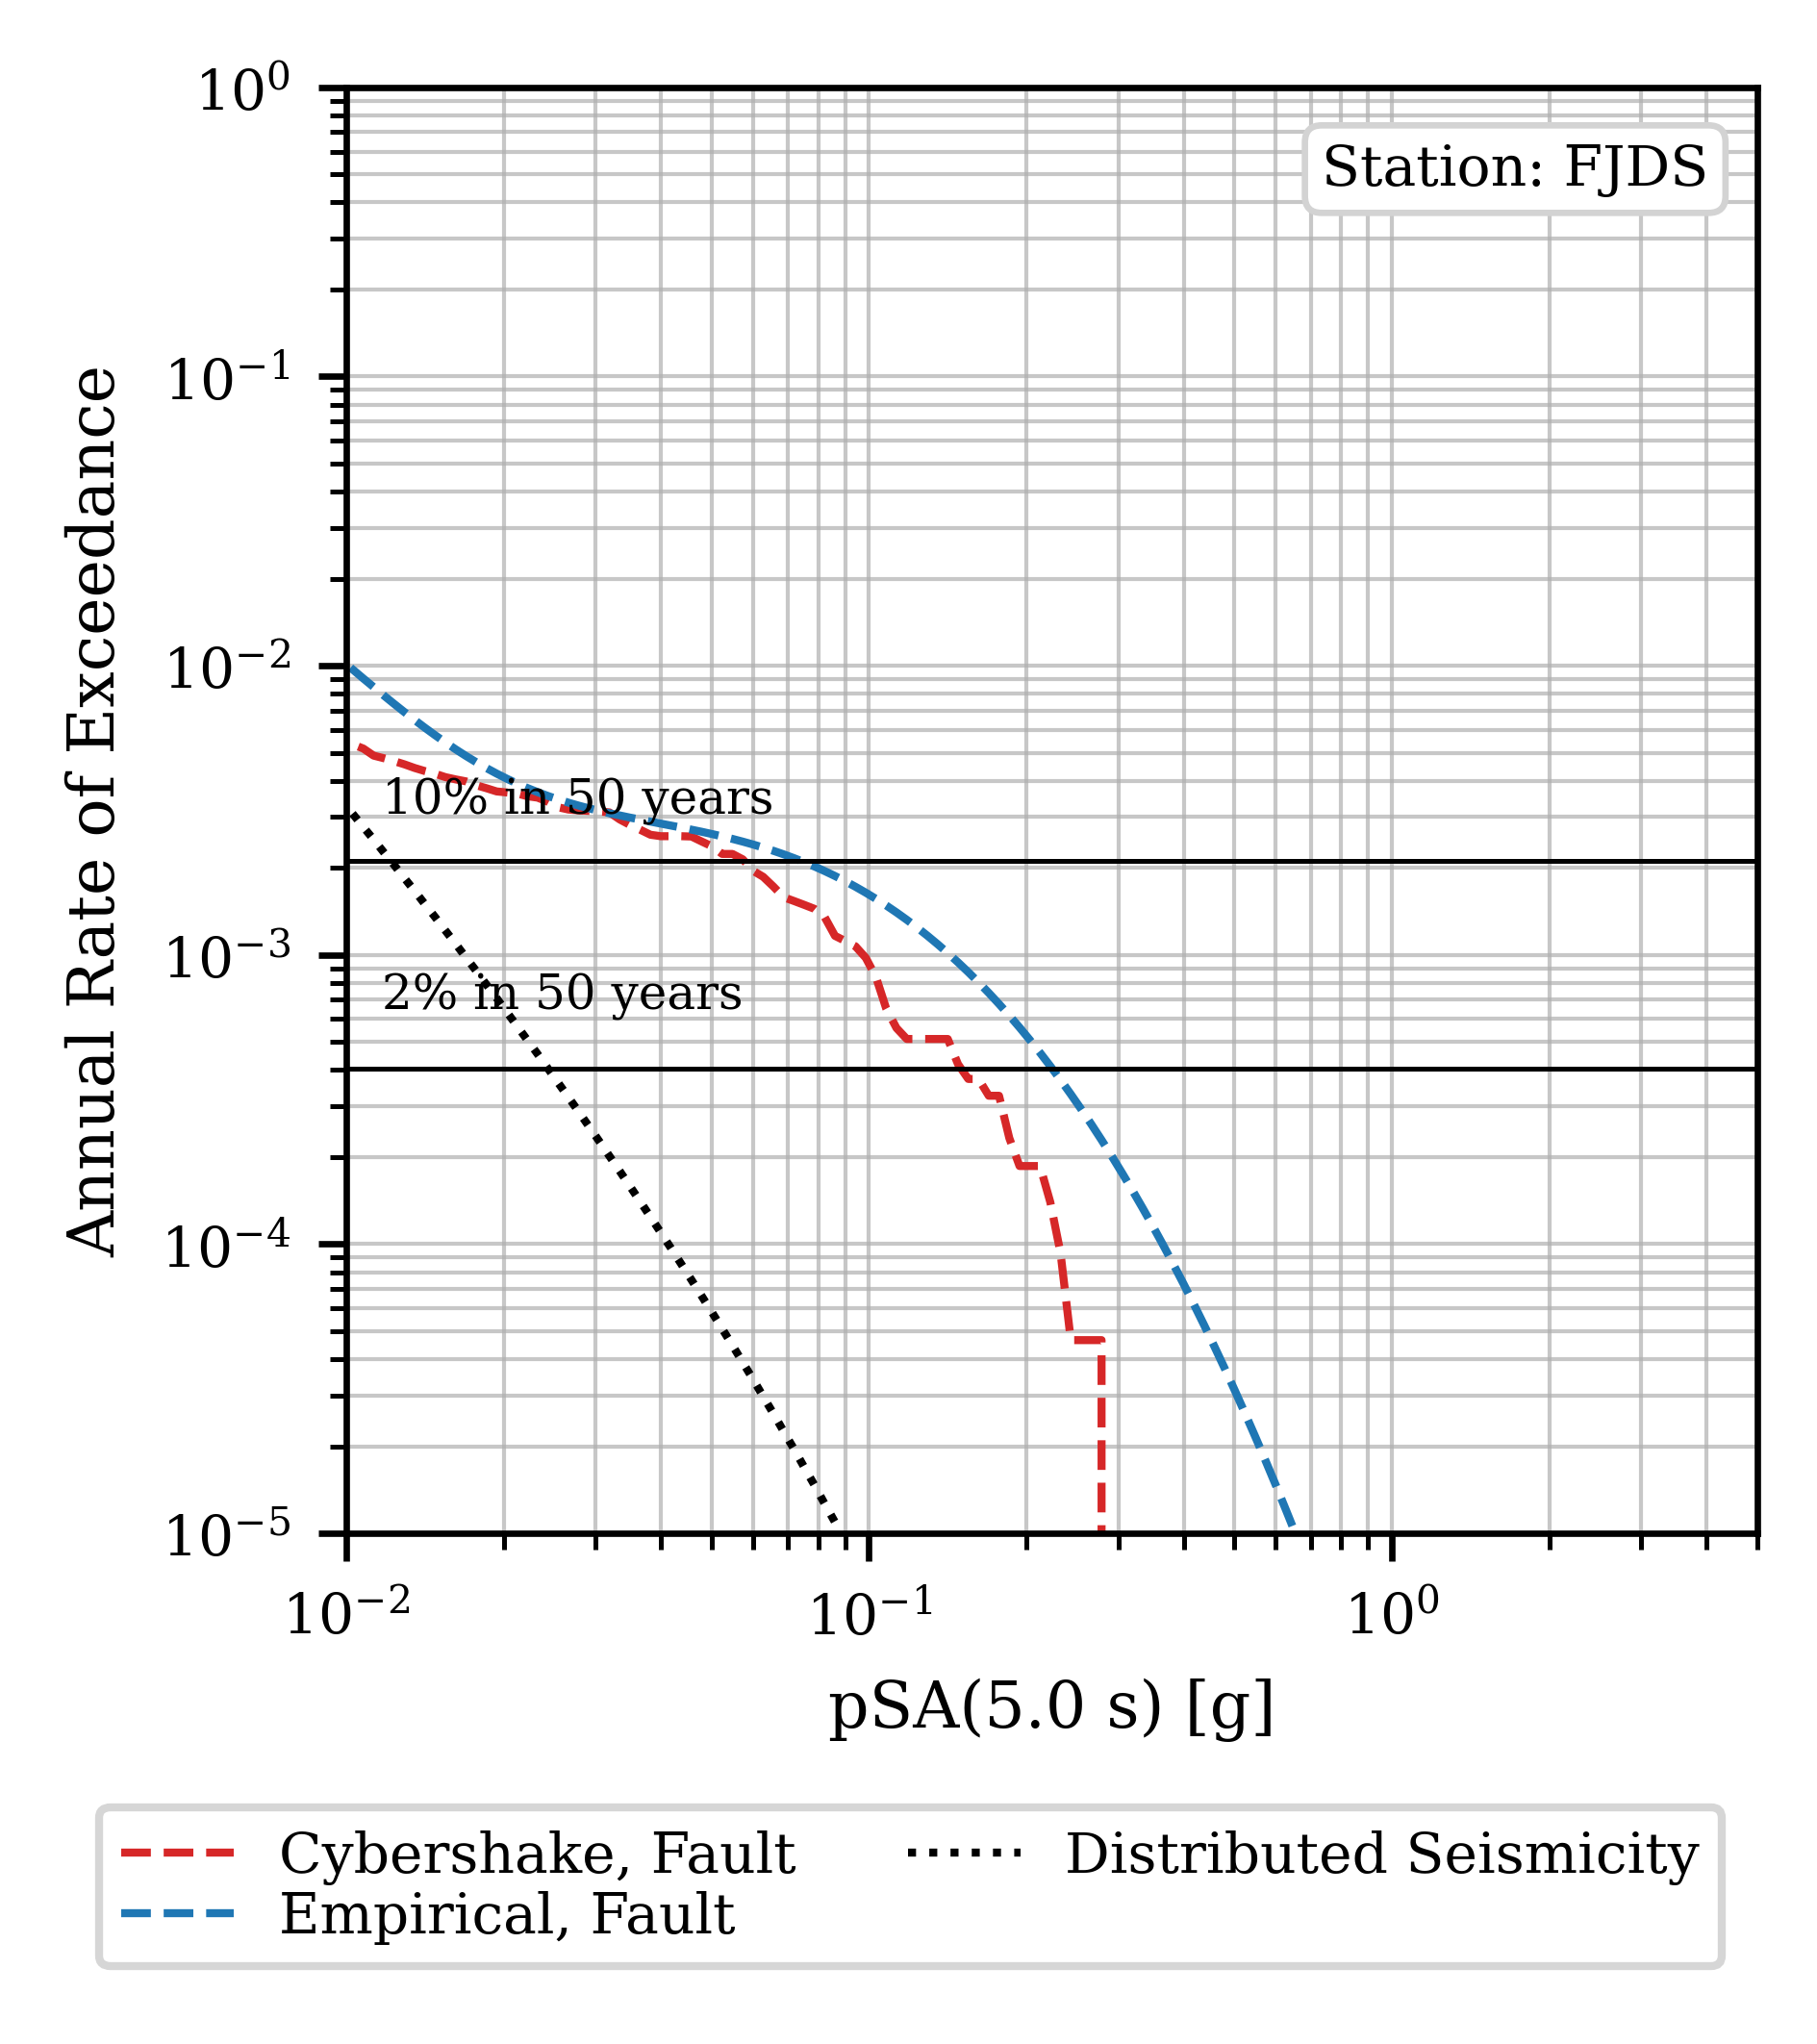 10⁰
Station: FJDS
10⁻¹
10⁻²
10% in 50 years
10⁻³
2% in 50 years
10⁻⁴
10⁻⁵
Annual Rate of Exceedance
10⁻² 10⁻¹ 10⁰
pSA(5.0 s) [g]
Cybershake, Fault
Empirical, Fault
Distributed Seismicity